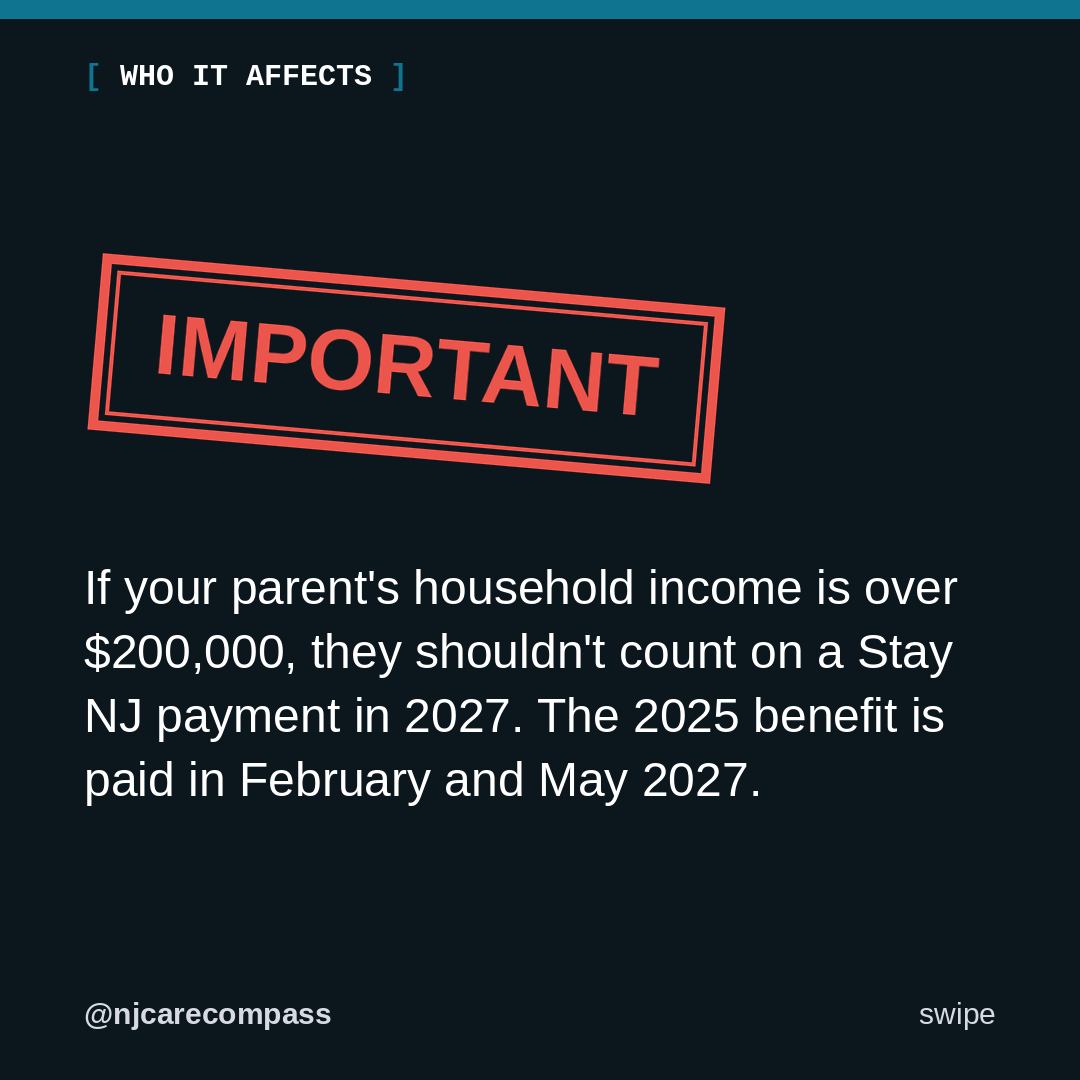 [ WHO IT AFFECTS ]
IMPORTANT
If your parent's household income is over
$200,000, they shouldn't count on a Stay
NJ payment in 2027. The 2025 benefit is
paid in February and May 2027.
@njcarecompass
swipe